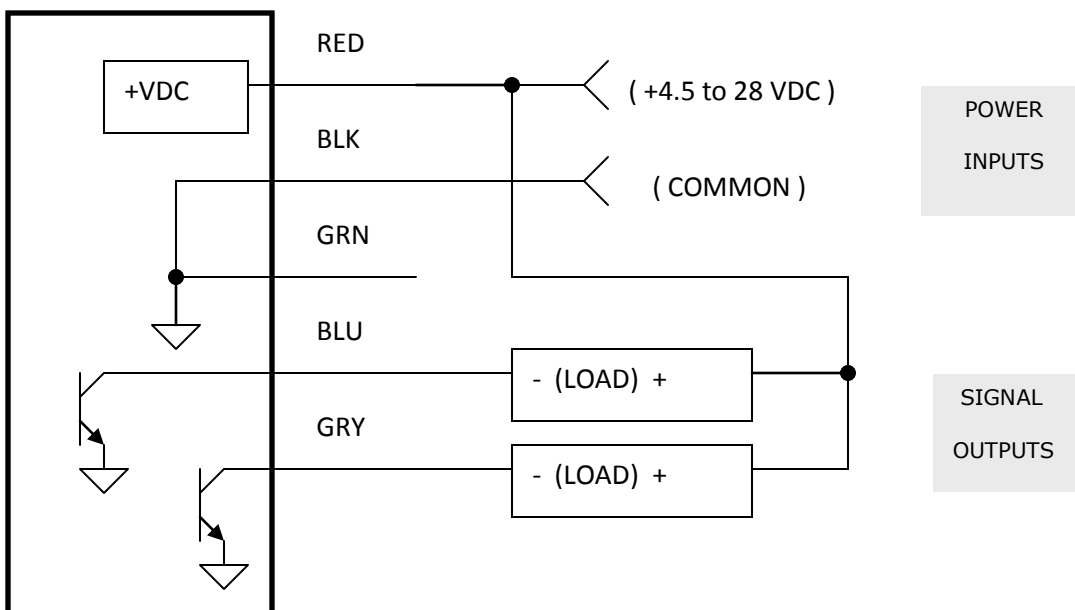 RED
+VDC
( +4.5 to 28 VDC )
POWER
INPUTS
BLK
( COMMON )
GRN
BLU
- (LOAD) +
SIGNAL
OUTPUTS
GRY
- (LOAD) +